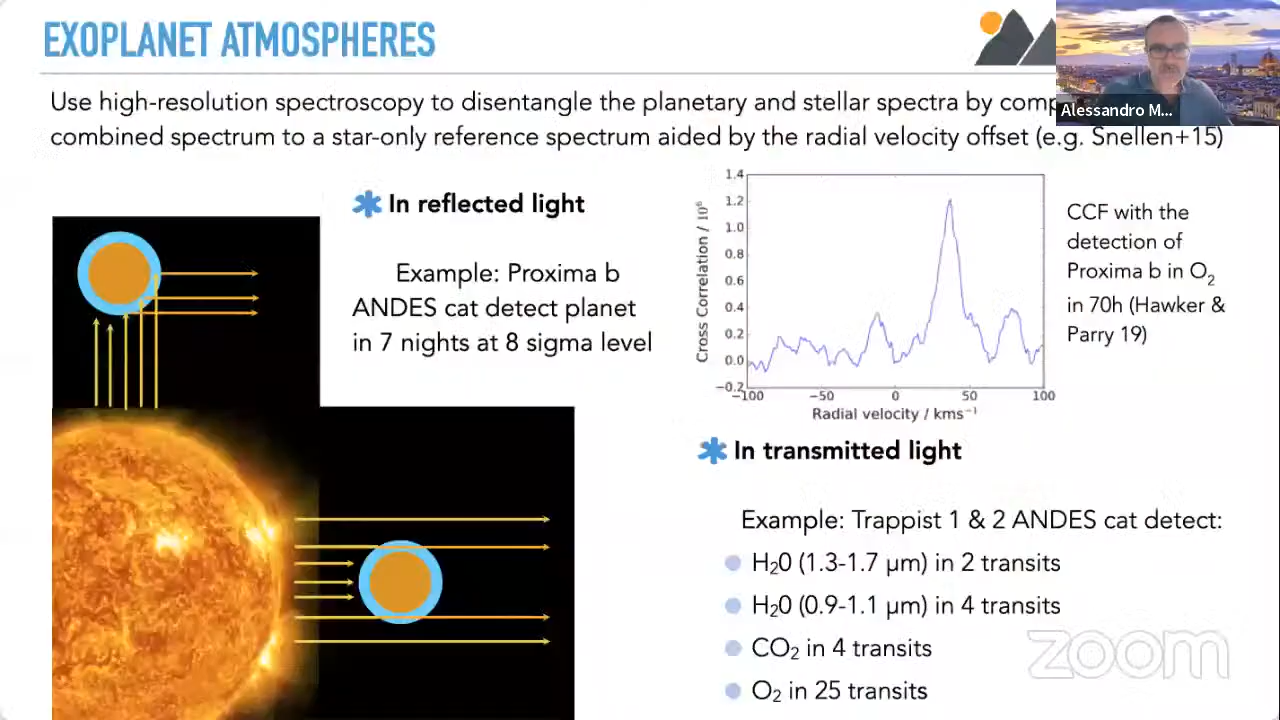 EXOPLANET ATMOSPHERES
Alessandro M...
Use high-resolution spectroscopy to disentangle the planetary and stellar spectra by
combined spectrum to a star-only reference spectrum aided by the radial velocity offset (e.g. Snellen+15)
In reflected light
Example: Proxima b
ANDES cat detect planet
in 7 nights at 8 sigma level
1.4
1.2
1.0
0.8
0.6
0.4
0.2
0.0
−0.2
Cross Correlation / 10⁶
−100 −50 0 50 100
Radial velocity / kms⁻¹
CCF with the
detection of
Proxima b in O₂
in 70h (Hawker &
Parry 19)
In transmitted light
Example: Trappist 1 & 2 ANDES cat detect:
H₂0 (1.3-1.7 μm) in 2 transits
H₂0 (0.9-1.1 μm) in 4 transits
CO₂ in 4 transits
O₂ in 25 transits
zoom